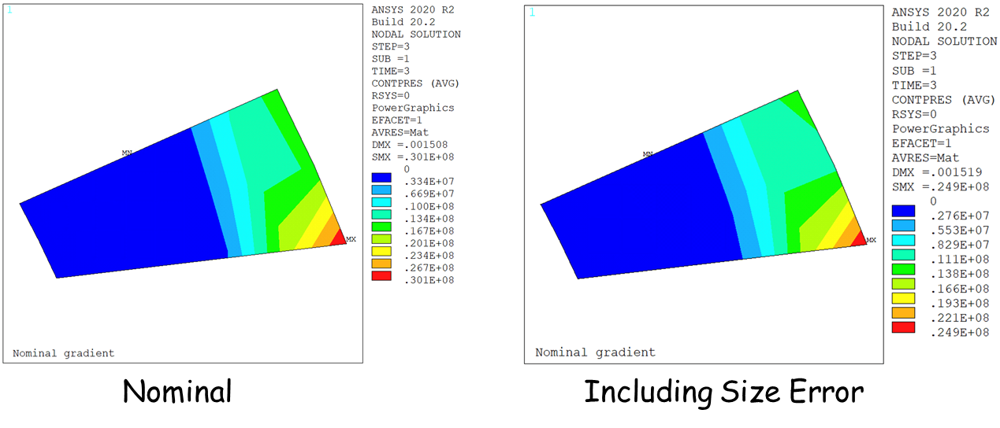 1
ANSYS 2020 R2
Build 20.2
NODAL SOLUTION
STEP=3
SUB =1
TIME=3
CONTPRES (AVG)
RSYS=0
PowerGraphics
EFACET=1
AVRES=Mat
DMX =.001508
SMX =.301E+08
0
.334E+07
.669E+07
.100E+08
.134E+08
.167E+08
.201E+08
.234E+08
.267E+08
.301E+08
MN
MX
Nominal gradient
Nominal
1
ANSYS 2020 R2
Build 20.2
NODAL SOLUTION
STEP=3
SUB =1
TIME=3
CONTPRES (AVG)
RSYS=0
PowerGraphics
EFACET=1
AVRES=Mat
DMX =.001519
SMX =.249E+08
0
.276E+07
.553E+07
.829E+07
.111E+08
.138E+08
.166E+08
.193E+08
.221E+08
.249E+08
MN
MX
Nominal gradient
Including Size Error